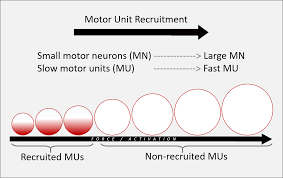 Motor Unit Recruitment
Small motor neurons (MN) --------> Large MN
Slow motor units (MU) --------> Fast MU
FORCE / ACTIVATION
Recruited MUs Non-recruited MUs